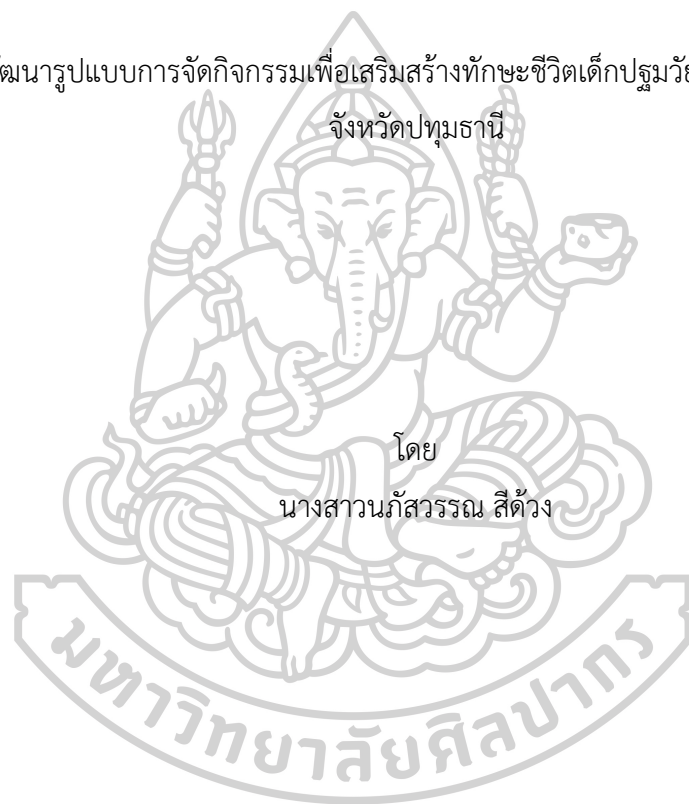 ัฒนารูปแบบการจัดกิจกรรมเพื่อเสริมสร้างทักษะชีวิตเด็กปฐมวัย
จังหวัดปทุมธานี
โดย
นางสาวนภัสวรรณ สีด้วง
มหาวิทยาลัยศิลปากร